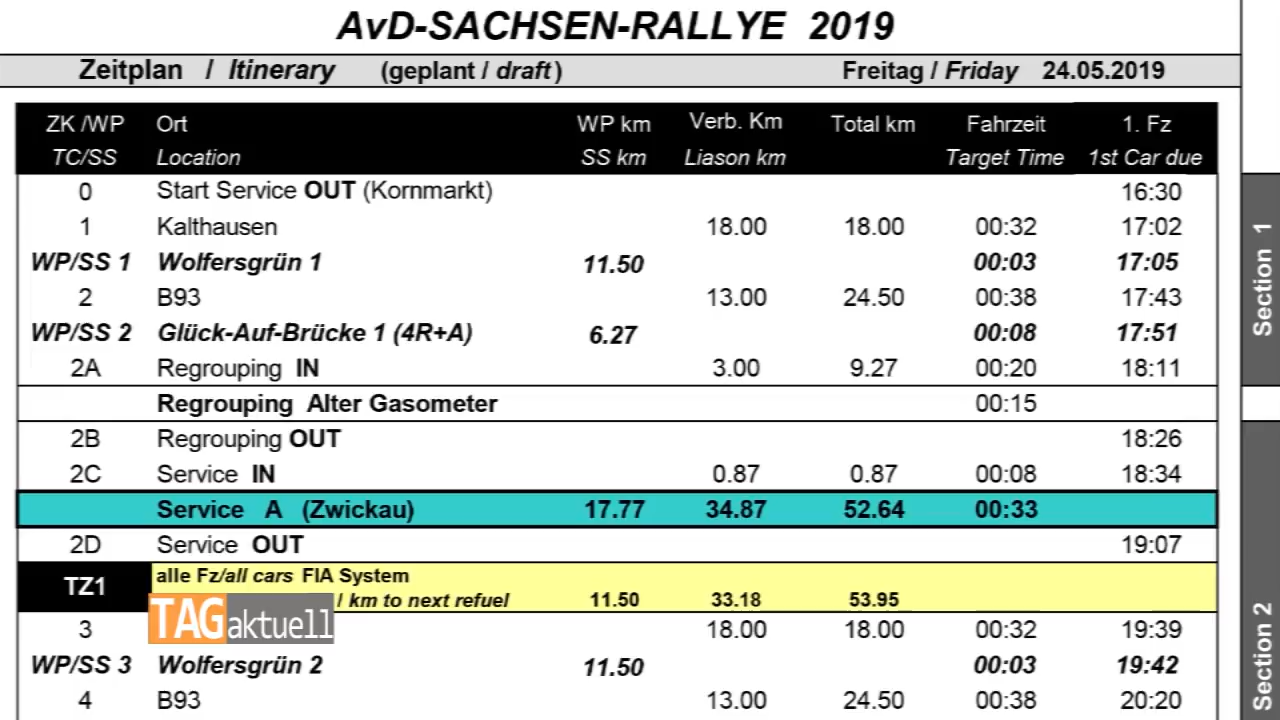 AvD-SACHSEN-RALLYE 2019
Zeitplan / Itinerary (geplant / draft) Freitag / Friday 24.05.2019
ZK /WP Ort WP km Verb. Km Total km Fahrzeit 1. Fz
TC/SS Location SS km Liason km Target Time 1st Car due
0 Start Service OUT (Kornmarkt) 16:30
1 Kalthausen 18.00 18.00 00:32 17:02
WP/SS 1 Wolfersgrün 1 11.50 00:03 17:05
2 B93 13.00 24.50 00:38 17:43
WP/SS 2 Glück-Auf-Brücke 1 (4R+A) 6.27 00:08 17:51
2A Regrouping IN 3.00 9.27 00:20 18:11
Section 1
Regrouping Alter Gasometer 00:15
2B Regrouping OUT 18:26
2C Service IN 0.87 0.87 00:08 18:34
Service A (Zwickau) 17.77 34.87 52.64 00:33
2D Service OUT 19:07
TZ1 alle Fz/all cars FIA System
/ km to next refuel 11.50 33.18 53.95
TAGaktuell
3 18.00 18.00 00:32 19:39
WP/SS 3 Wolfersgrün 2 11.50 00:03 19:42
4 B93 13.00 24.50 00:38 20:20
Section 2